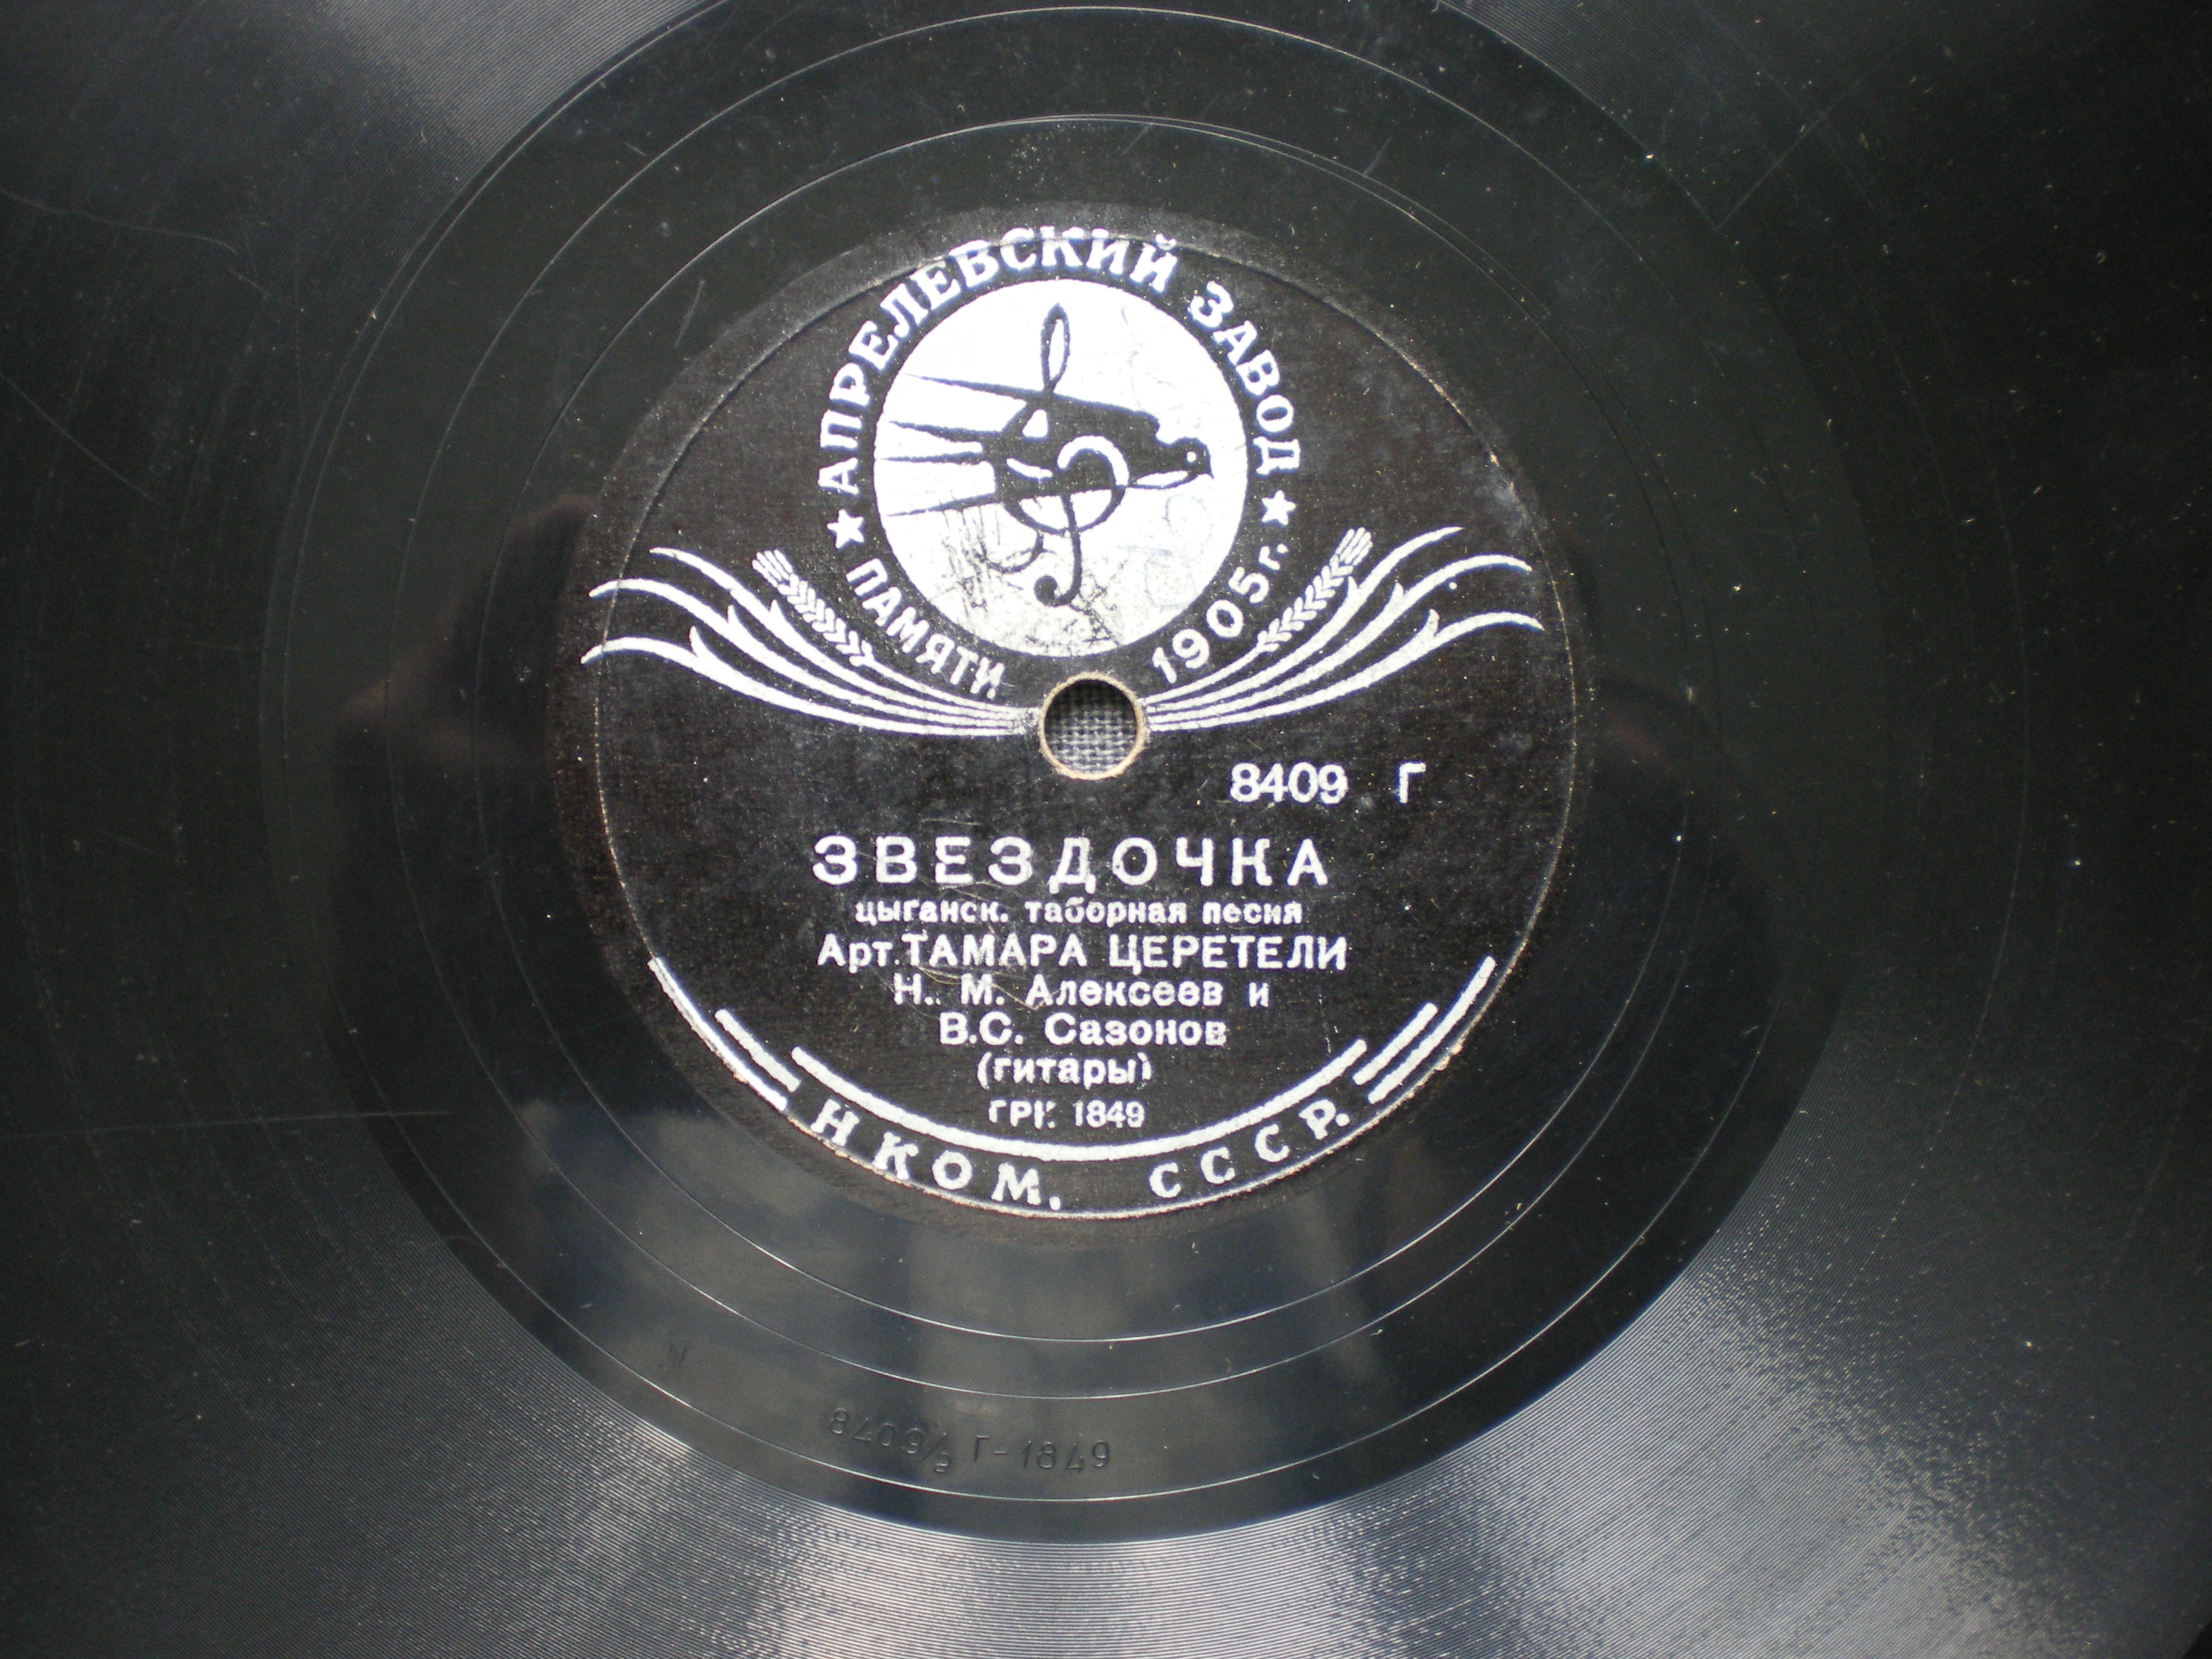 АПРЕЛЕВСКИЙ ЗАВОД
ПАМЯТИ 1905 г.
8409 Г
ЗВЕЗДОЧКА
цыганск. таборная песня
Арт. ТАМАРА ЦЕРЕТЕЛИ
Н. М. Алексеев и
В.С. Сазонов
(гитары)
ГРК 1849
НКОМ. СССР.
8409/ Г-1849